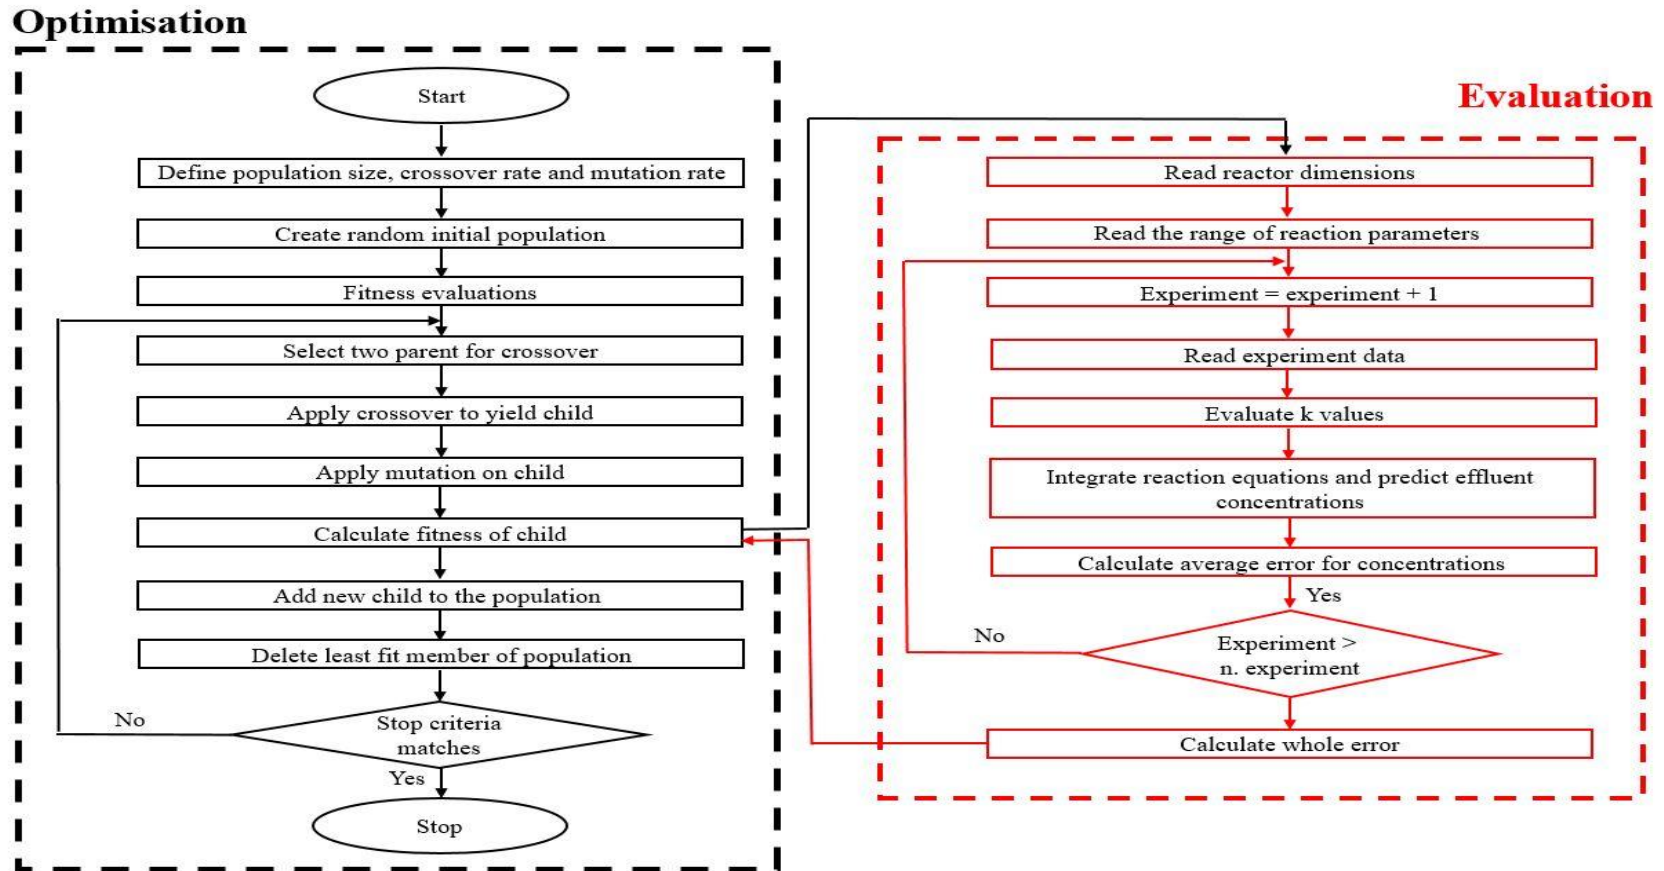 Optimisation
Start
Define population size, crossover rate and mutation rate
Create random initial population
Fitness evaluations
Select two parent for crossover
Apply crossover to yield child
Apply mutation on child
Calculate fitness of child
Add new child to the population
Delete least fit member of population
Stop criteria
matches
No
Yes
Stop
Evaluation
Read reactor dimensions
Read the range of reaction parameters
Experiment = experiment + 1
Read experiment data
Evaluate k values
Integrate reaction equations and predict effluent
concentrations
Calculate average error for concentrations
Yes
No
Experiment >
n. experiment
Calculate whole error